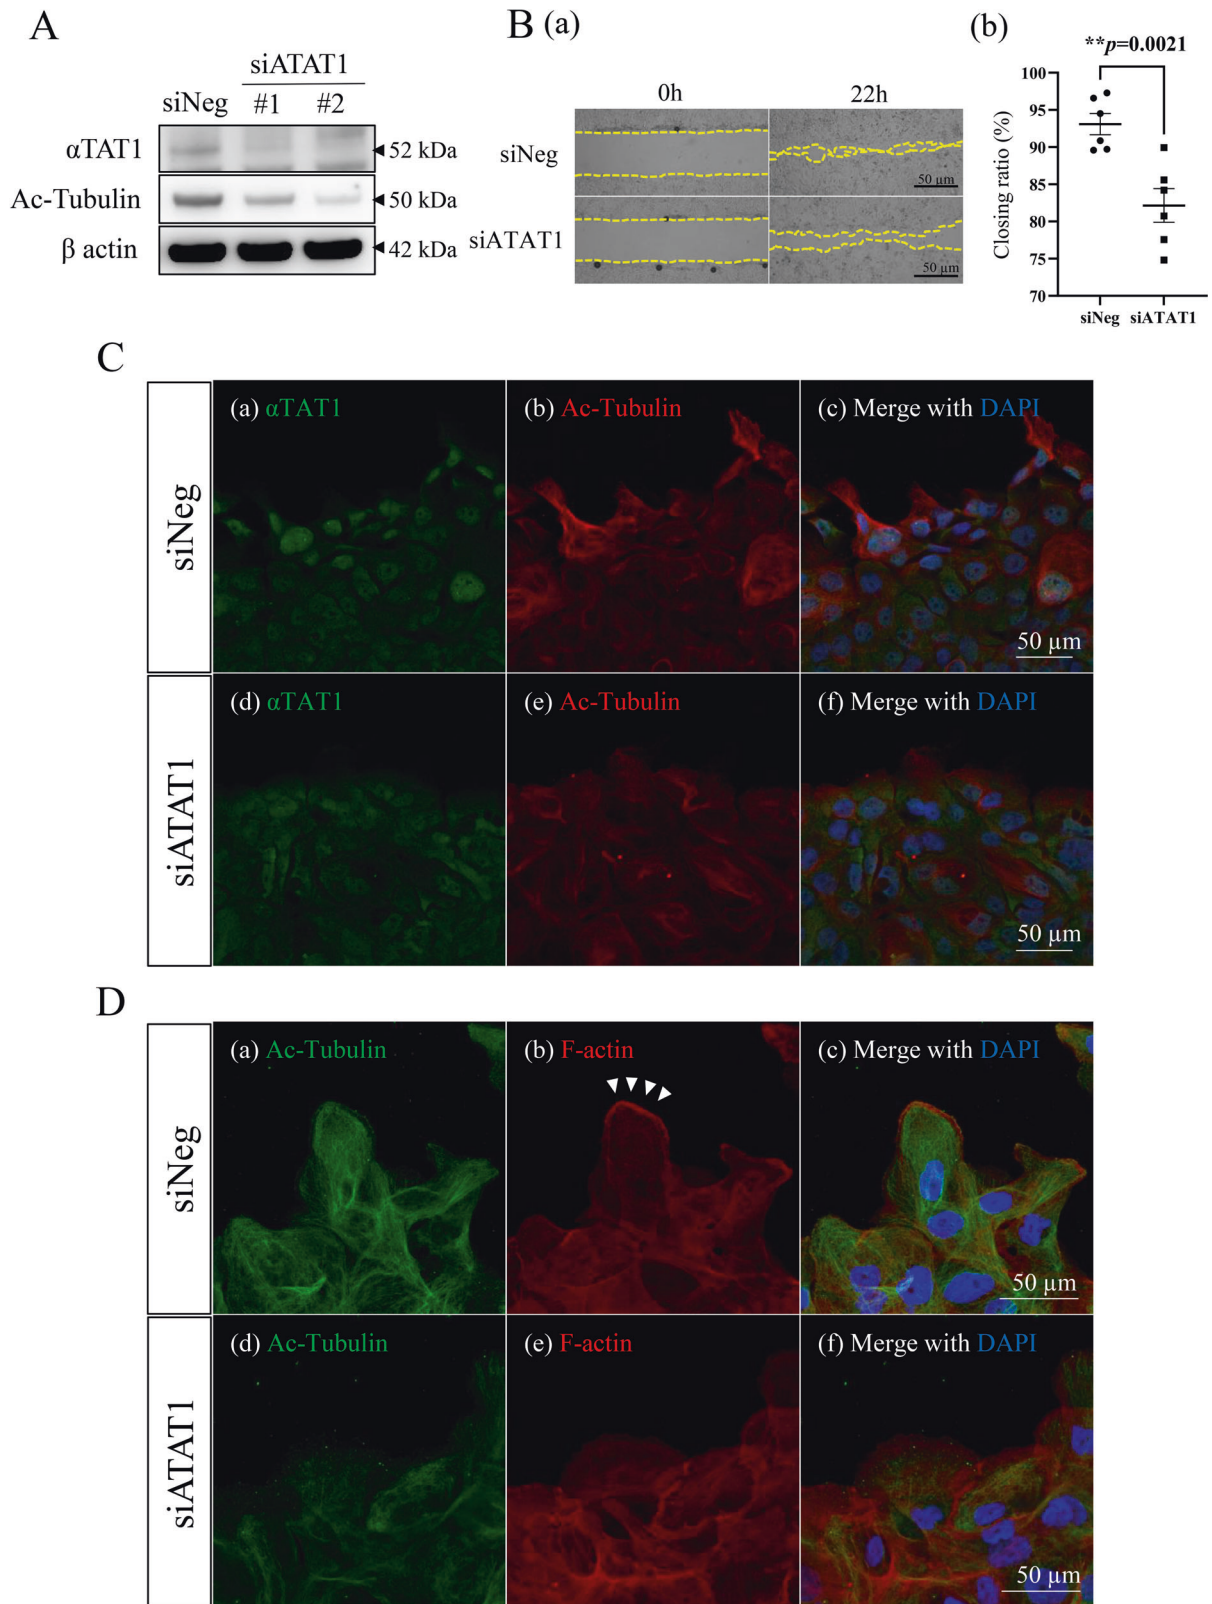 A
siATAT1
siNeg #1 #2
αTAT1
52 kDa
Ac-Tubulin
50 kDa
β actin
42 kDa
B (a)
0h 22h
siNeg
50 µm
siATAT1
50 µm
(b)
**p=0.0021
Closing ratio (%)
100
95
90
85
80
75
70
siNeg siATAT1
C
siNeg
(a) αTAT1
(b) Ac-Tubulin
(c) Merge with DAPI
50 µm
siATAT1
(d) αTAT1
(e) Ac-Tubulin
(f) Merge with DAPI
50 µm
D
siNeg
(a) Ac-Tubulin
(b) F-actin
(c) Merge with DAPI
50 µm
siATAT1
(d) Ac-Tubulin
(e) F-actin
(f) Merge with DAPI
50 µm